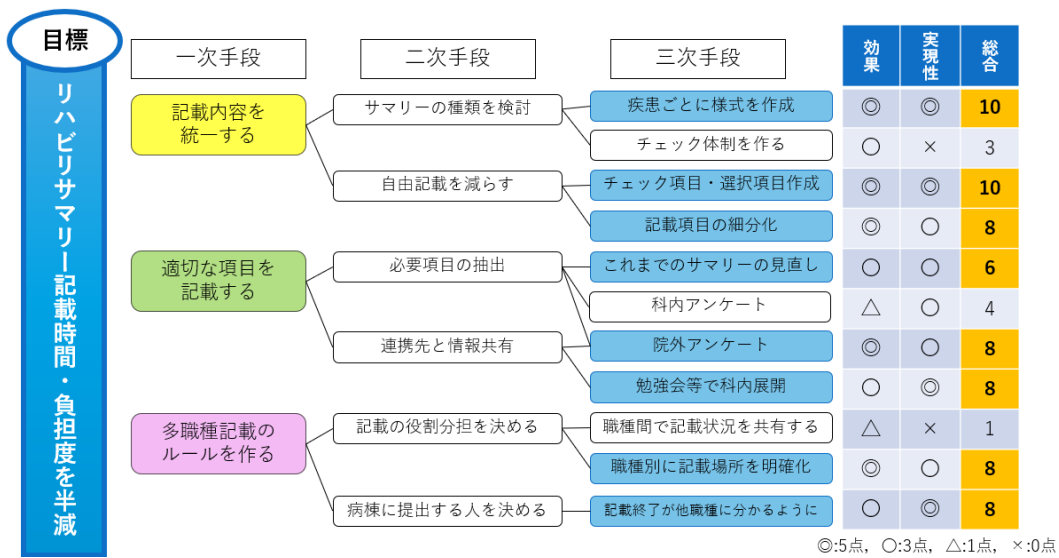 目標
リハビリサマリー記載時間・負担度を半減
一次手段
二次手段
三次手段
効果
実現性
総合
記載内容を
統一する
サマリーの種類を検討
疾患ごとに様式を作成
◎ ◎ 10
チェック体制を作る
○ × 3
自由記載を減らす
チェック項目・選択項目作成
◎ ◎ 10
記載項目の細分化
◎ ○ 8
適切な項目を
記載する
必要項目の抽出
これまでのサマリーの見直し
○ ○ 6
科内アンケート
△ ○ 4
連携先と情報共有
院外アンケート
◎ ○ 8
勉強会等で科内展開
○ ◎ 8
多職種記載の
ルールを作る
記載の役割分担を決める
職種間で記載状況を共有する
△ × 1
職種別に記載場所を明確化
◎ ○ 8
病棟に提出する人を決める
記載終了が他職種に分かるように
○ ◎ 8
◎:5点, ○:3点, △:1点, ×:0点